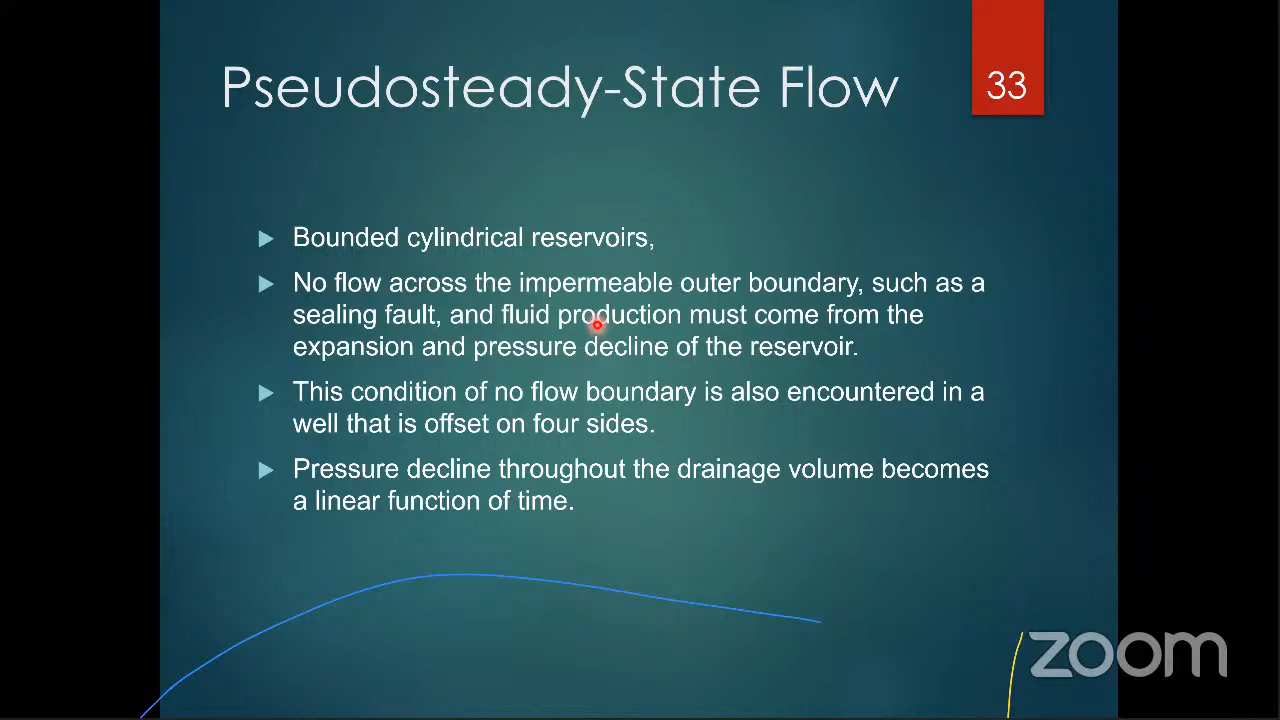 Pseudosteady-State Flow
33
Bounded cylindrical reservoirs,
No flow across the impermeable outer boundary, such as a
sealing fault, and fluid production must come from the
expansion and pressure decline of the reservoir.
This condition of no flow boundary is also encountered in a
well that is offset on four sides.
Pressure decline throughout the drainage volume becomes
a linear function of time.
zoom